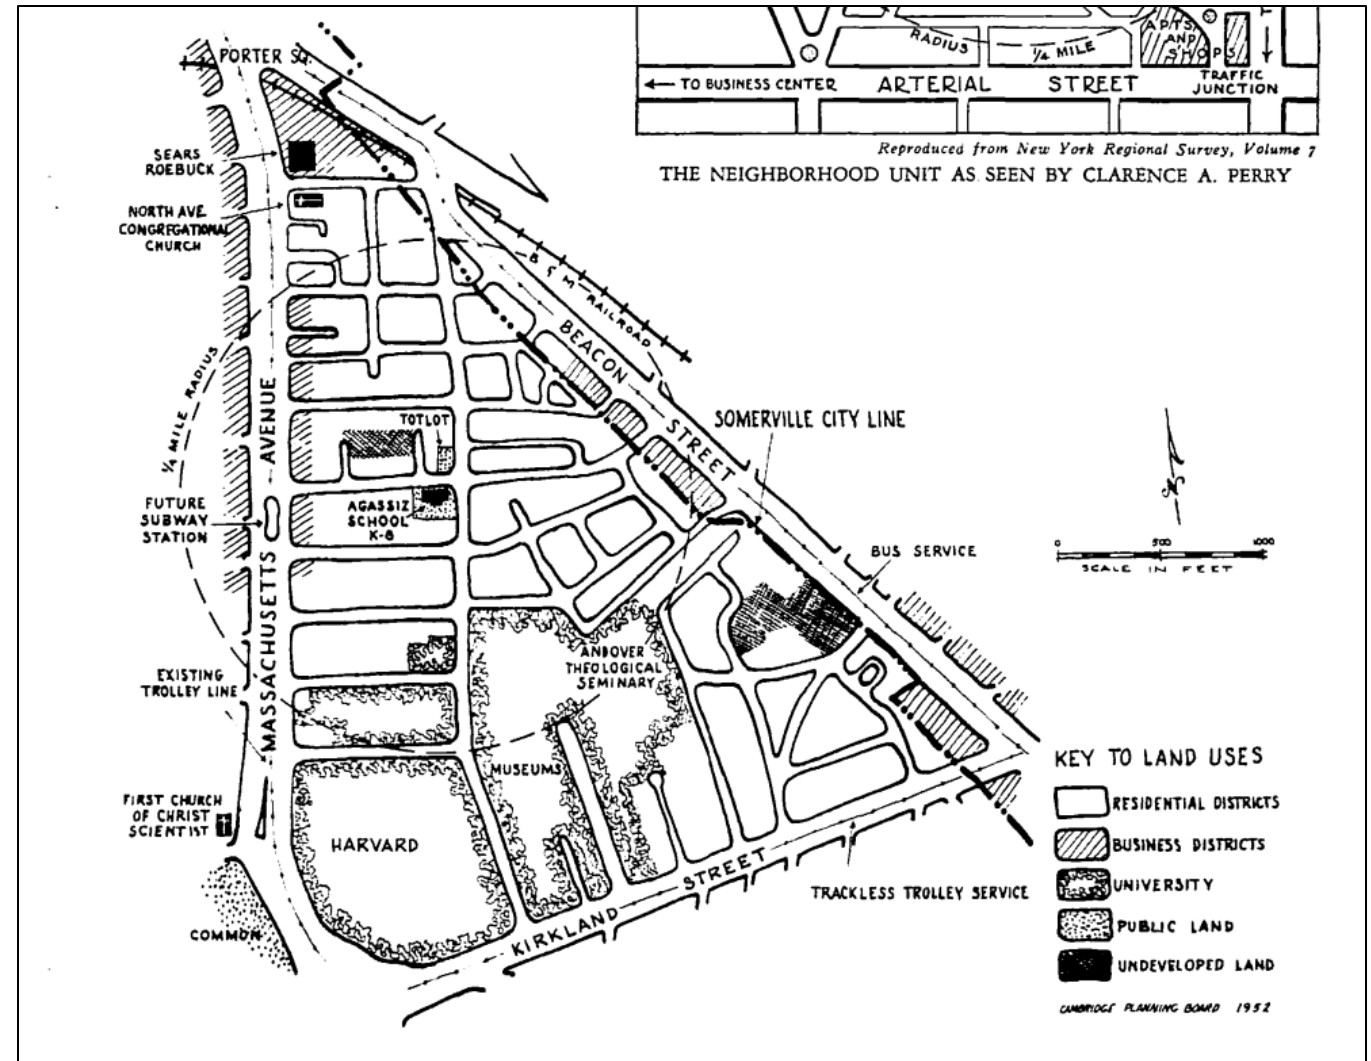 RADIUS
1/4 MILE
APTS.
AND
SHOPS
T
← TO BUSINESS CENTER
ARTERIAL STREET
TRAFFIC
JUNCTION
Reproduced from New York Regional Survey, Volume 7
THE NEIGHBORHOOD UNIT AS SEEN BY CLARENCE A. PERRY
PORTER SQ.
SEARS
ROEBUCK
NORTH AVE.
CONGREGATIONAL
CHURCH
B & M RAILROAD
BEACON STREET
1/4 MILE RADIUS
MASSACHUSETTS AVENUE
TOTLOT
SOMERVILLE CITY LINE
FUTURE
SUBWAY
STATION
AGASSIZ
SCHOOL
K-8
BUS SERVICE
N
0 500 1000
SCALE IN FEET
ANDOVER
THEOLOGICAL
SEMINARY
EXISTING
TROLLEY LINE
MUSEUMS
FIRST CHURCH
OF CHRIST
SCIENTIST
HARVARD
COMMON
KIRKLAND STREET
TRACKLESS TROLLEY SERVICE
KEY TO LAND USES
RESIDENTIAL DISTRICTS
BUSINESS DISTRICTS
UNIVERSITY
PUBLIC LAND
UNDEVELOPED LAND
CAMBRIDGE PLANNING BOARD 1952